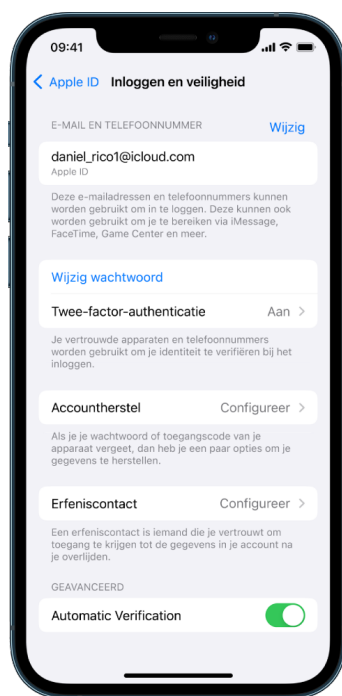 09:41
Apple ID Inloggen en veiligheid
E-MAIL EN TELEFOONNUMMER Wijzig
daniel_rico1@icloud.com
Apple ID
Deze e-mailadressen en telefoonnummers kunnen
worden gebruikt om in te loggen. Deze kunnen ook
worden gebruikt om je te bereiken via iMessage,
FaceTime, Game Center en meer.
Wijzig wachtwoord
Twee-factor-authenticatie Aan
Je vertrouwde apparaten en telefoonnummers
worden gebruikt om je identiteit te verifiëren bij het
inloggen.
Accountherstel Configureer
Als je je wachtwoord of toegangscode van je
apparaat vergeet, dan heb je een paar opties om je
gegevens te herstellen.
Erfeniscontact Configureer
Een erfeniscontact is iemand die je vertrouwt om
toegang te krijgen tot de gegevens in je account na
je overlijden.
GEAVANCEERD
Automatic Verification